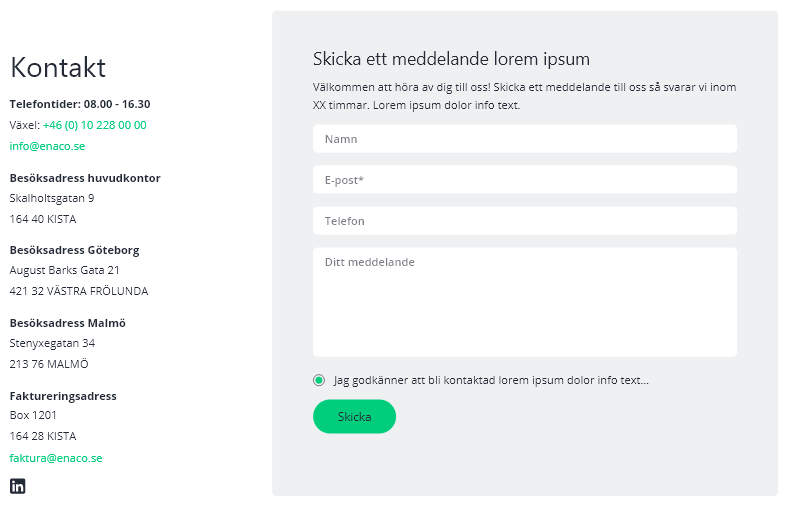 Kontakt
Telefontider: 08.00 - 16.30
Växel: +46 (0) 10 228 00 00
info@enaco.se
Besöksadress huvudkontor
Skalholtsgatan 9
164 40 KISTA
Besöksadress Göteborg
August Barks Gata 21
421 32 VÄSTRA FRÖLUNDA
Besöksadress Malmö
Stenyxegatan 34
213 76 MALMÖ
Faktureringsadress
Box 1201
164 28 KISTA
faktura@enaco.se
in
Skicka ett meddelande lorem ipsum
Välkommen att höra av dig till oss! Skicka ett meddelande till oss så svarar vi inom
XX timmar. Lorem ipsum dolor info text.
Namn
E-post*
Telefon
Ditt meddelande
Jag godkänner att bli kontaktad lorem ipsum dolor info text...
Skicka